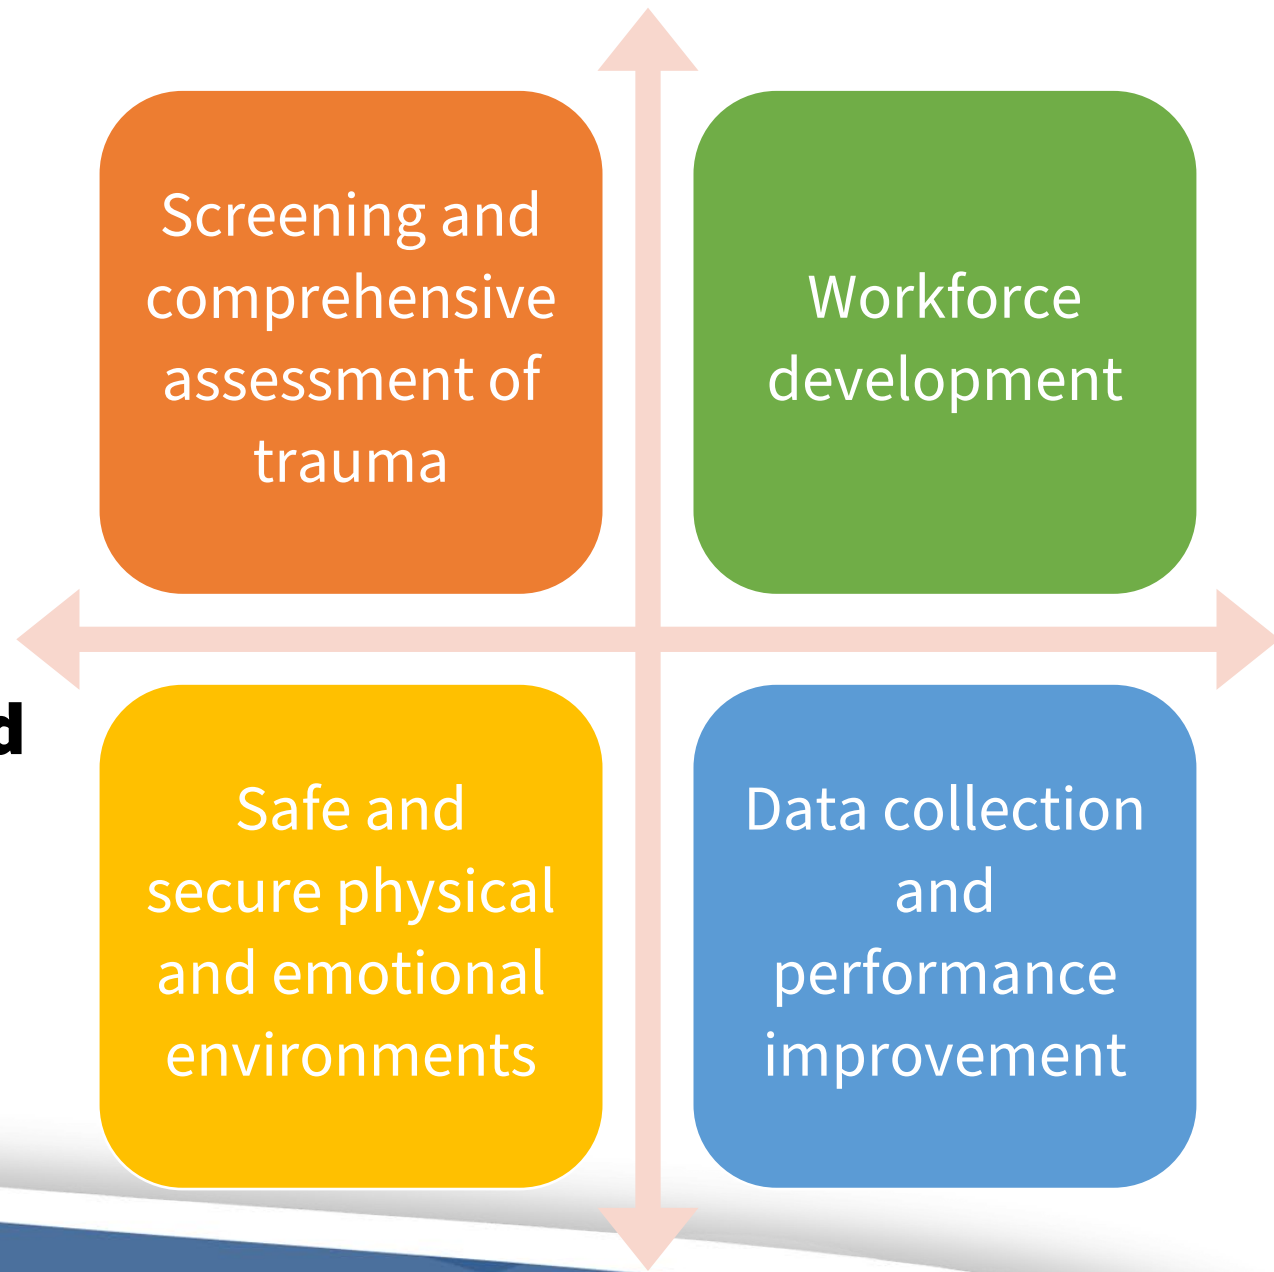 Screening and
comprehensive
assessment of
trauma
Workforce
development
d
Safe and
secure physical
and emotional
environments
Data collection
and
performance
improvement